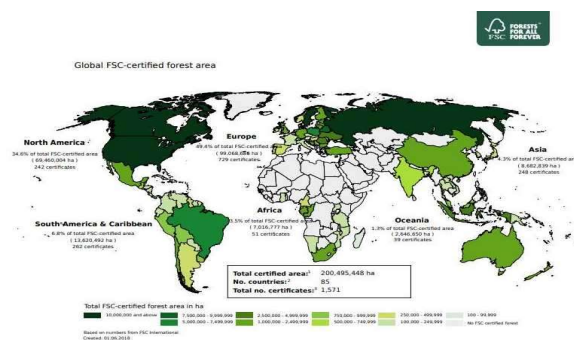 FSC
FORESTS
FOR ALL
FOREVER
Global FSC-certified forest area
North America
34.6% of total FSC-certified area
( 69,460,004 ha )
242 certificates
Europe
49.4% of total FSC-certified
729 certificates
Asia
4.3% of total FSC-certified ar
( 8,682,839 ha )
248 certificates
South America & Caribbean
6.8% of total FSC-certified area
( 13,620,492 ha )
262 certificates
Africa
3.5% of total FSC-certified area
( 7,016,777 ha )
51 certificates
Oceania
1.3% of total FSC-certified area
( 2,646,650 ha )
39 certificates
Total certified area:¹ 200,495,448 ha
No. countries:² 85
Total no. certificates:³ 1,571
Total FSC-certified forest area in ha
10,000,000 and above
7,500,000 - 9,999,999
2,500,000 - 4,999,999
750,000 - 999,999
250,000 - 499,999
100 - 99,999
5,000,000 - 7,499,999
1,000,000 - 2,499,999
500,000 - 749,999
100,000 - 249,999
No FSC certified forest
Based on numbers from FSC International
Created: 01.06.2018